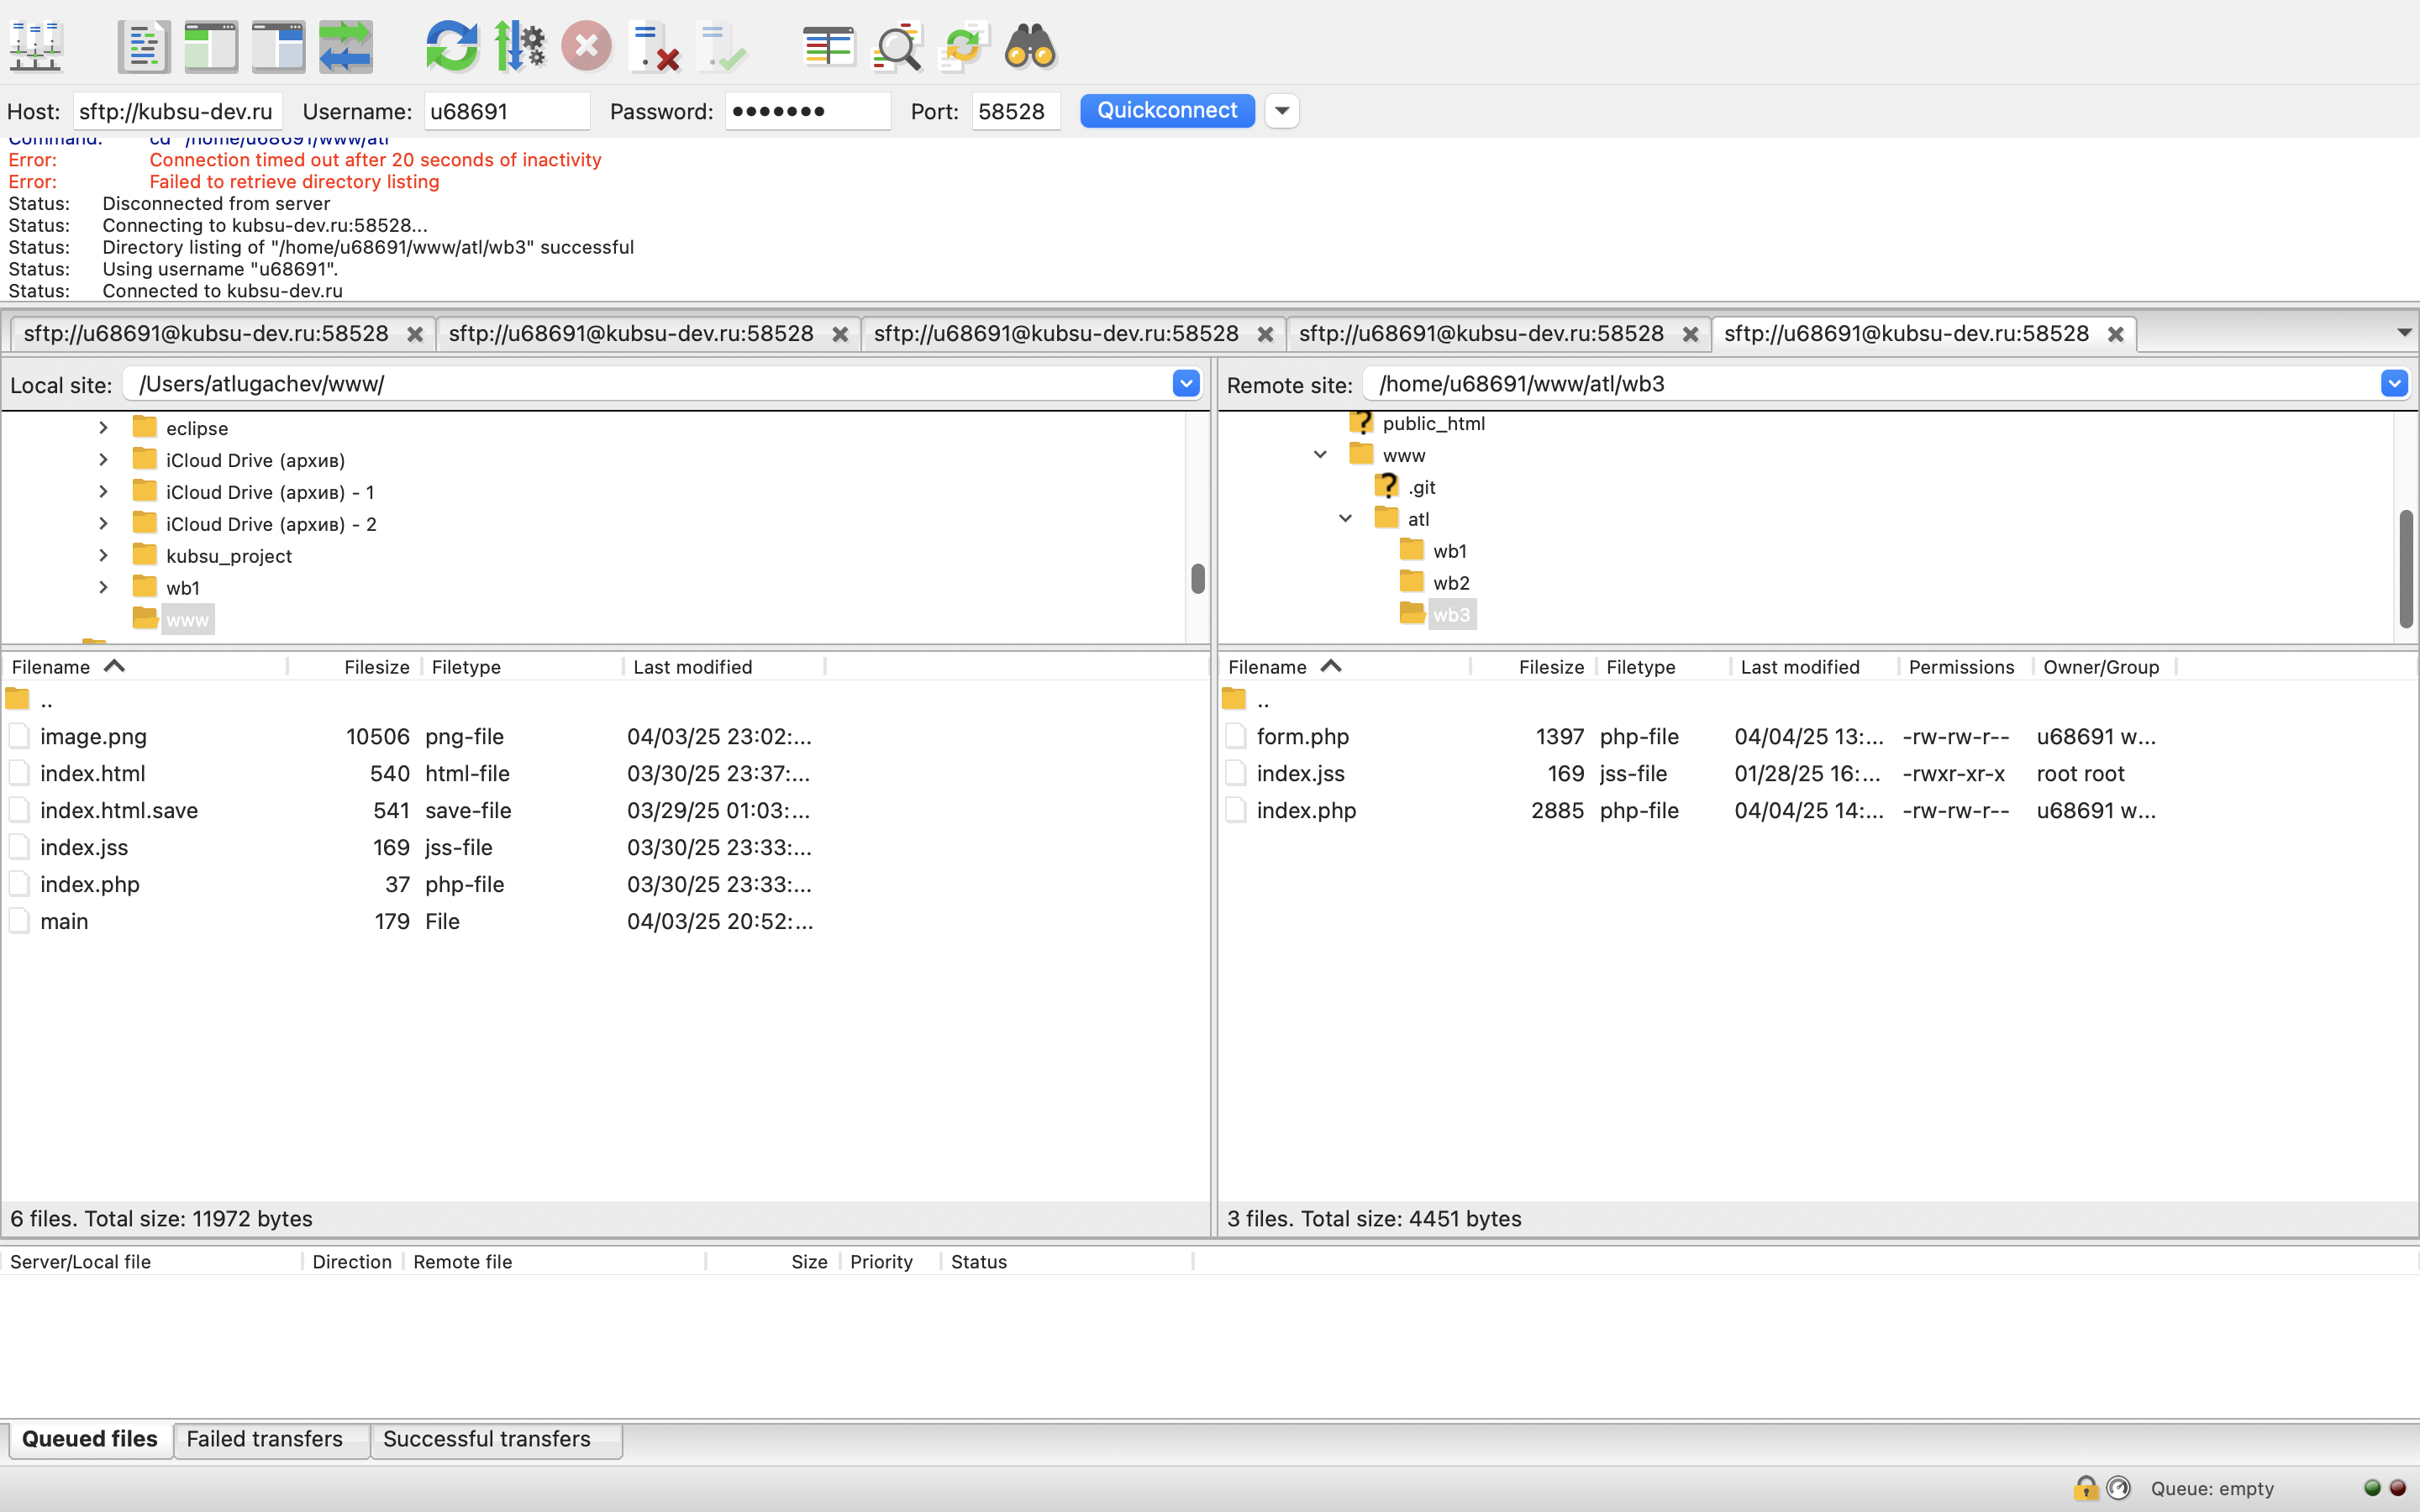 Host: sftp://kubsu-dev.ru Username: u68691 Password: ●●●●●●● Port: 58528 Quickconnect
Command: cd "/home/u68691/www/atl"
Error: Connection timed out after 20 seconds of inactivity
Error: Failed to retrieve directory listing
Status: Disconnected from server
Status: Connecting to kubsu-dev.ru:58528...
Status: Directory listing of "/home/u68691/www/atl/wb3" successful
Status: Using username "u68691".
Status: Connected to kubsu-dev.ru
sftp://u68691@kubsu-dev.ru:58528 sftp://u68691@kubsu-dev.ru:58528 sftp://u68691@kubsu-dev.ru:58528 sftp://u68691@kubsu-dev.ru:58528 sftp://u68691@kubsu-dev.ru:58528
Local site: /Users/atlugachev/www/
eclipse
iCloud Drive (архив)
iCloud Drive (архив) - 1
iCloud Drive (архив) - 2
kubsu_project
wb1
www
Filename Filesize Filetype Last modified
..
image.png 10506 png-file 04/03/25 23:02:...
index.html 540 html-file 03/30/25 23:37:...
index.html.save 541 save-file 03/29/25 01:03:...
index.jss 169 jss-file 03/30/25 23:33:...
index.php 37 php-file 03/30/25 23:33:...
main 179 File 04/03/25 20:52:...
6 files. Total size: 11972 bytes
Remote site: /home/u68691/www/atl/wb3
public_html
www
.git
atl
wb1
wb2
wb3
Filename Filesize Filetype Last modified Permissions Owner/Group
..
form.php 1397 php-file 04/04/25 13:... -rw-rw-r-- u68691 w...
index.jss 169 jss-file 01/28/25 16:... -rwxr-xr-x root root
index.php 2885 php-file 04/04/25 14:... -rw-rw-r-- u68691 w...
3 files. Total size: 4451 bytes
Server/Local file Direction Remote file Size Priority Status
Queued files Failed transfers Successful transfers
Queue: empty